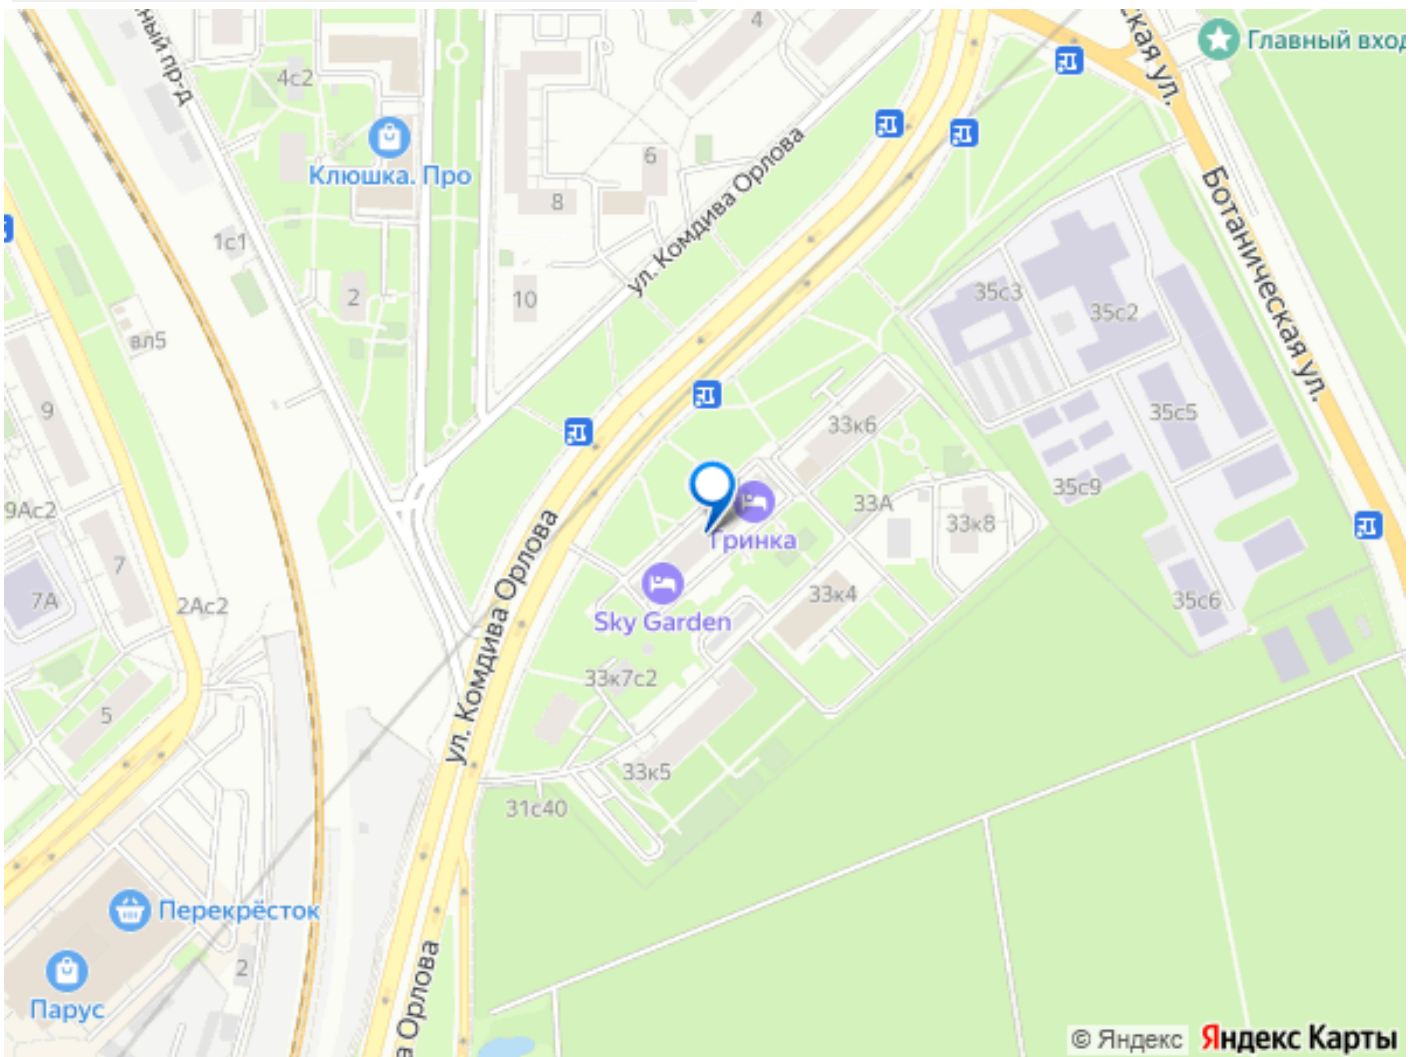 4
ный пр-д
4с2
Клюшка. Про
6
8
ул. Комдива Орлова
ская ул.
Главный вход
Ботаническая ул.
1с1
2
10
вл5
9
35с3
35с2
35с5
35с9
35с6
33к6
33А
33к8
Гринка
33к4
Sky Garden
33к7с2
33к5
31с40
ул. Комдива Орлова
9Ас2
7
7А
2Ас2
5
Перекрёсток
2
Парус
а Орлова
© Яндекс Яндекс Карты